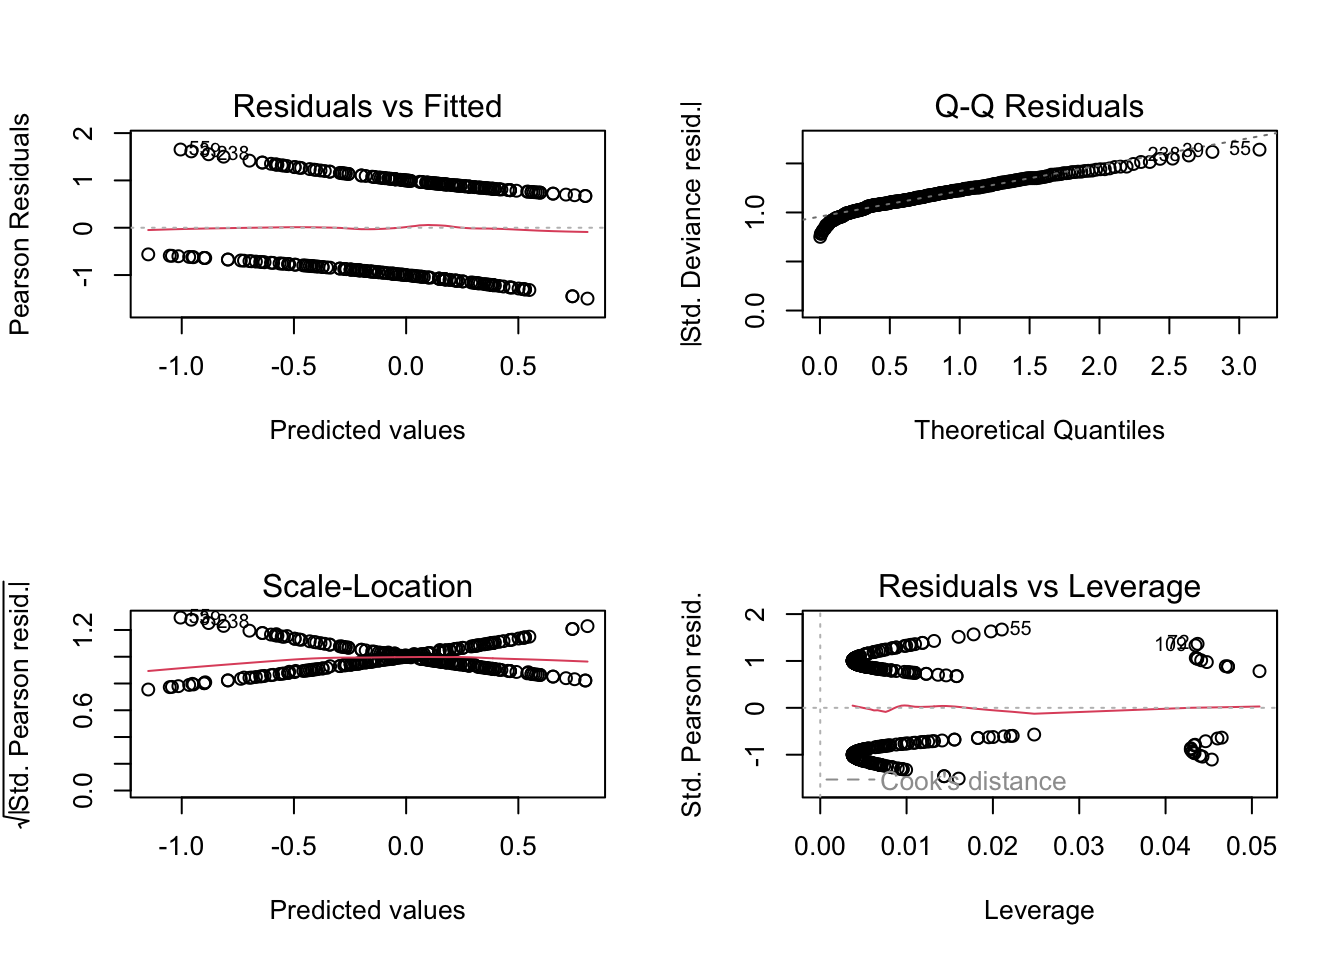 Residuals vs Fitted
Pearson Residuals
2
1
0
-1
55
39
238
-1.0 -0.5 0.0 0.5
Predicted values
Q-Q Residuals
|Std. Deviance resid.|
1.0
0.0
238 39 55
0.0 0.5 1.0 1.5 2.0 2.5 3.0
Theoretical Quantiles
Scale-Location
√|Std. Pearson resid.|
1.2
0.6
0.0
55
39
238
-1.0 -0.5 0.0 0.5
Predicted values
Residuals vs Leverage
Std. Pearson resid.
2
1
0
-1
55
72
Cook's distance
0.00 0.01 0.02 0.03 0.04 0.05
Leverage